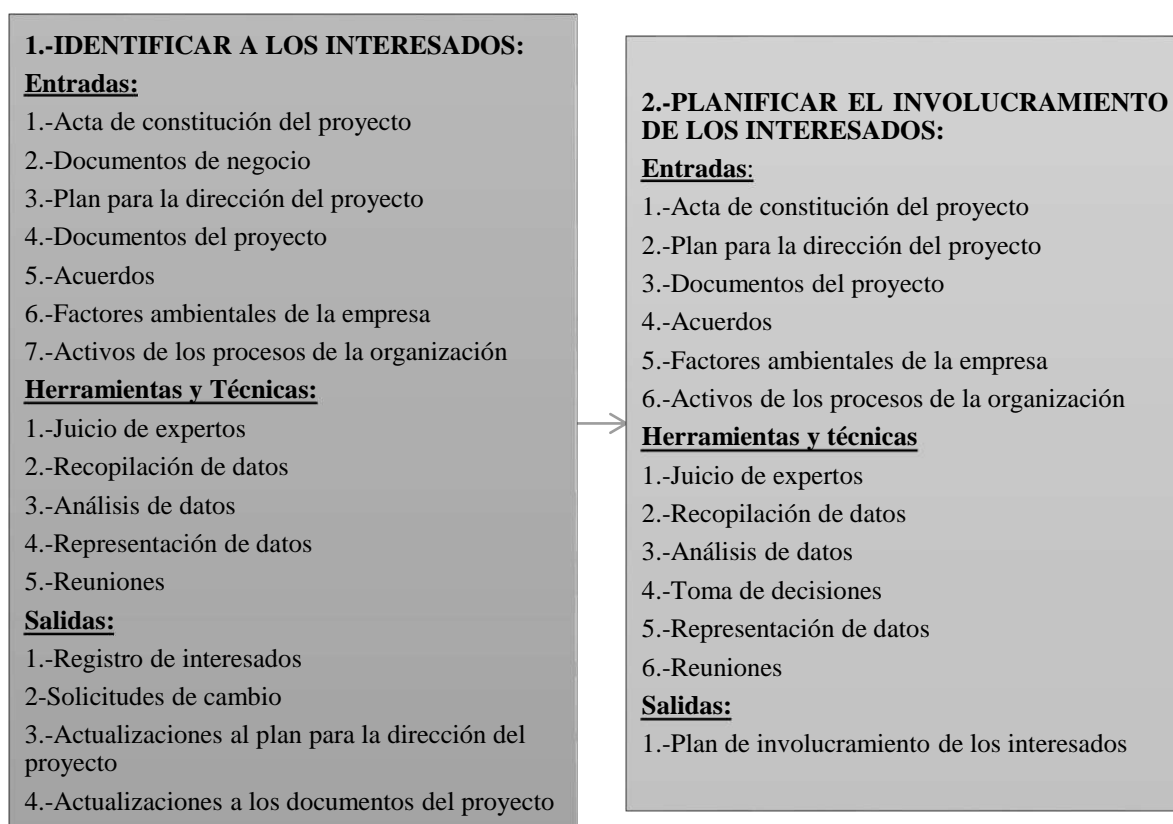 1.-IDENTIFICAR A LOS INTERESADOS:
Entradas:
1.-Acta de constitución del proyecto
2.-Documentos de negocio
3.-Plan para la dirección del proyecto
4.-Documentos del proyecto
5.-Acuerdos
6.-Factores ambientales de la empresa
7.-Activos de los procesos de la organización
Herramientas y Técnicas:
1.-Juicio de expertos
2.-Recopilación de datos
3.-Análisis de datos
4.-Representación de datos
5.-Reuniones
Salidas:
1.-Registro de interesados
2-Solicitudes de cambio
3.-Actualizaciones al plan para la dirección del
proyecto
4.-Actualizaciones a los documentos del proyecto
2.-PLANIFICAR EL INVOLUCRAMIENTO
DE LOS INTERESADOS:
Entradas:
1.-Acta de constitución del proyecto
2.-Plan para la dirección del proyecto
3.-Documentos del proyecto
4.-Acuerdos
5.-Factores ambientales de la empresa
6.-Activos de los procesos de la organización
Herramientas y técnicas
1.-Juicio de expertos
2.-Recopilación de datos
3.-Análisis de datos
4.-Toma de decisiones
5.-Representación de datos
6.-Reuniones
Salidas:
1.-Plan de involucramiento de los interesados